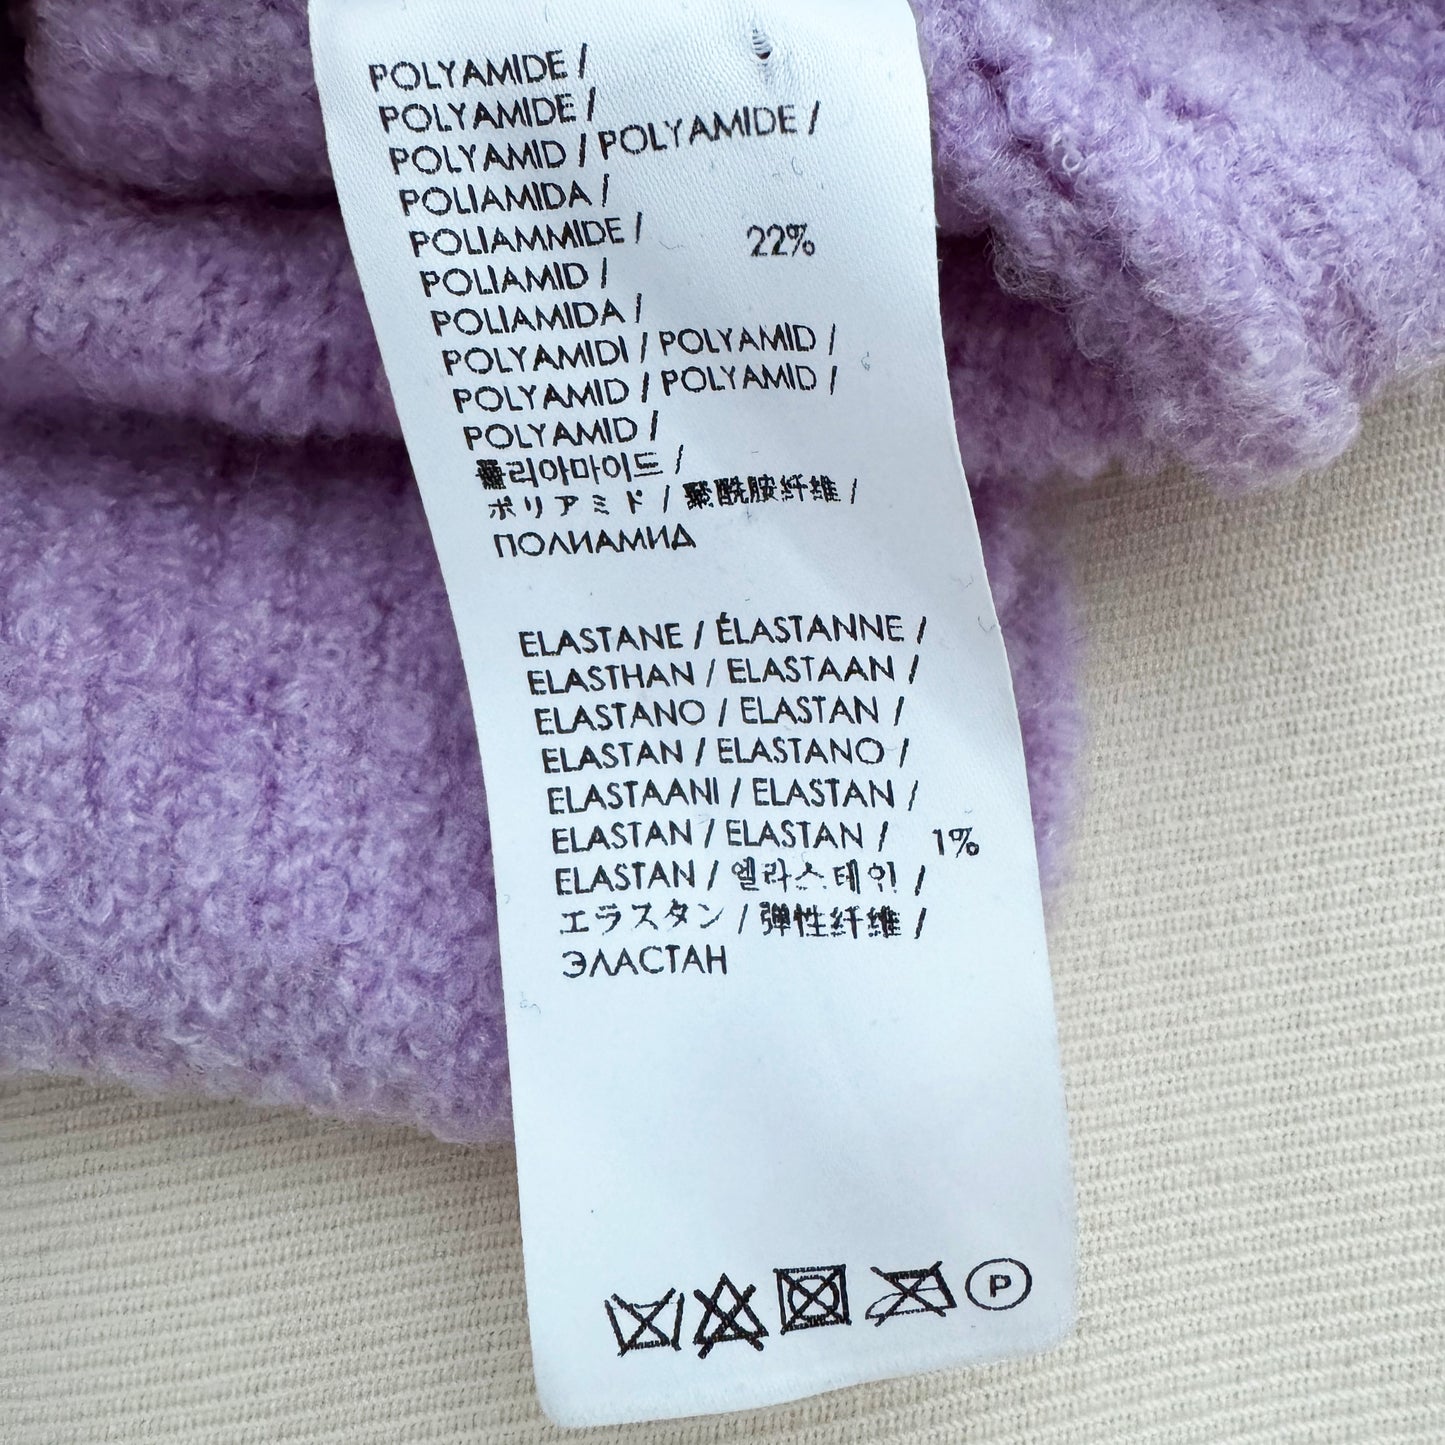 POLYAMIDE /
POLYAMIDE /
POLYAMID / POLYAMIDE /
POLIAMIDA /
POLIAMMIDE / 22%
POLIAMID /
POLIAMIDA /
POLYAMIDI / POLYAMID /
POLYAMID / POLYAMID /
POLYAMID /
폴리아마이드 /
ポリアミド / 聚酰胺纤维 /
ПОЛИАМИД
ELASTANE / ÉLASTANNE /
ELASTHAN / ELASTAAN /
ELASTANO / ELASTAN /
ELASTAN / ELASTANO /
ELASTAANI / ELASTAN /
ELASTAN / ELASTAN / 1%
ELASTAN / 엘라스테인 /
エラスタン / 弹性纤维 /
ЭЛАСТАН
P